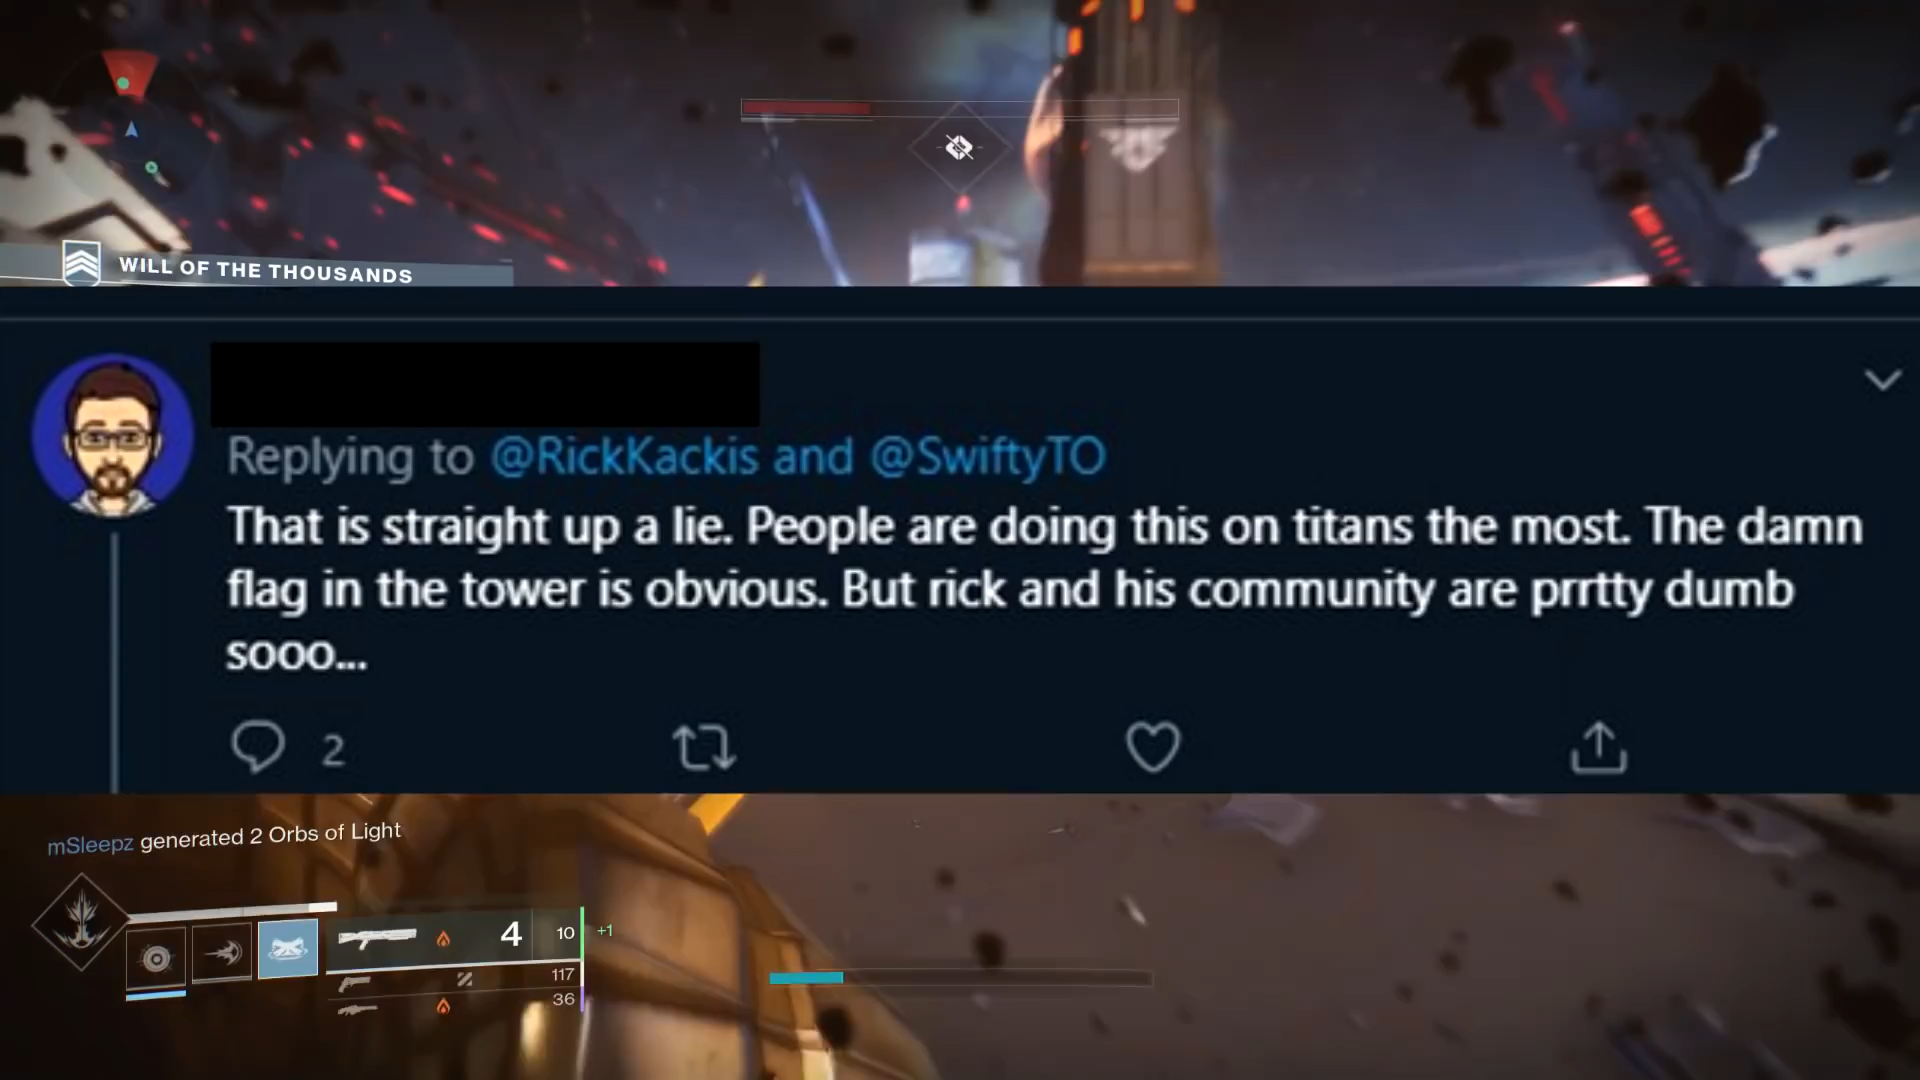 WILL OF THE THOUSANDS
Replying to @RickKackis and @SwiftyTO
That is straight up a lie. People are doing this on titans the most. The damn
flag in the tower is obvious. But rick and his community are prrtty dumb
sooo...
2
mSleepz generated 2 Orbs of Light
4 10 +1
117
36